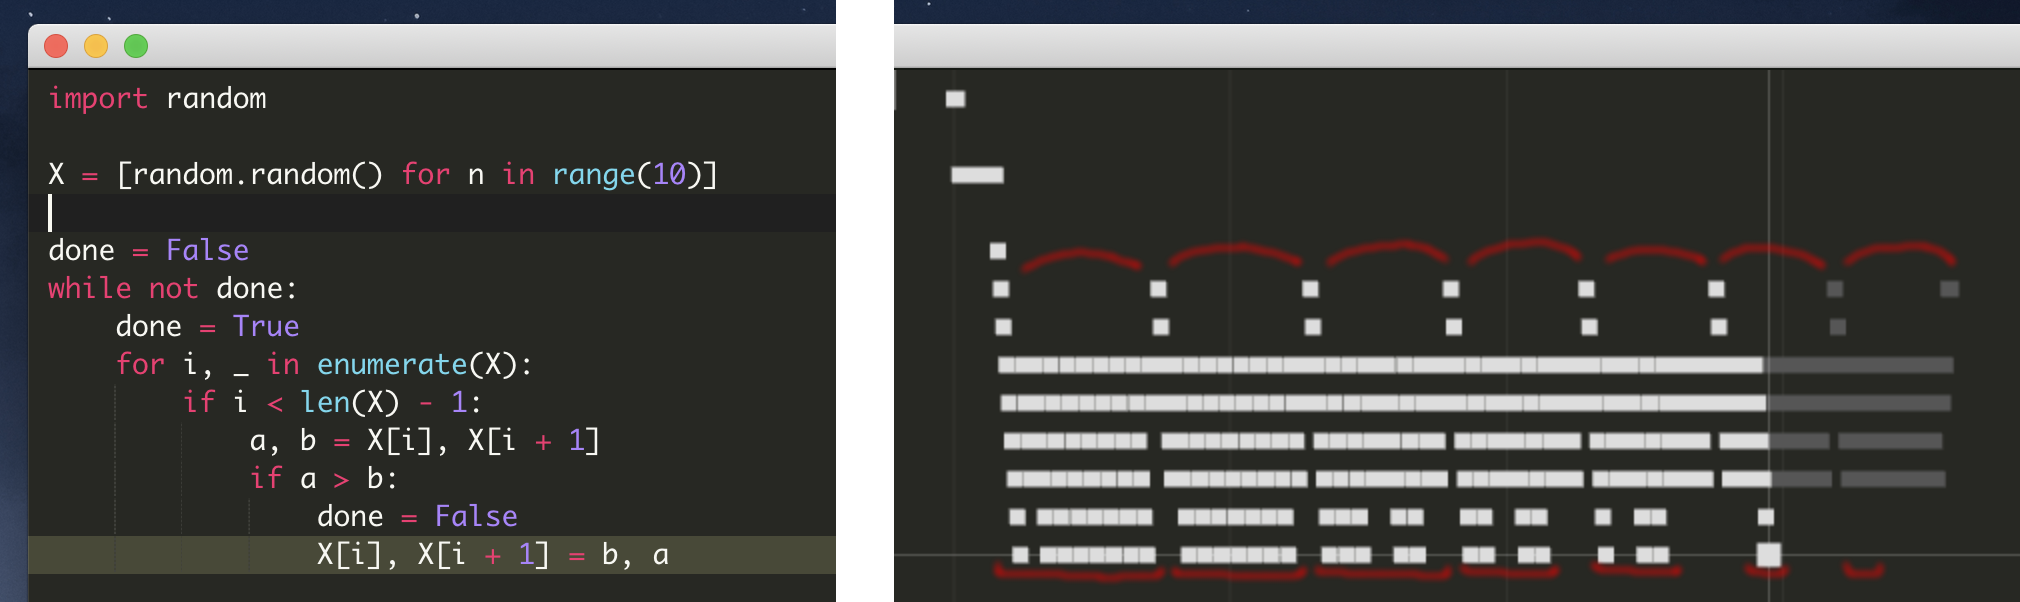 import random
X = [random.random() for n in range(10)]
done = False
while not done:
    done = True
    for i, _ in enumerate(X):
        if i < len(X) - 1:
            a, b = X[i], X[i + 1]
            if a > b:
                done = False
                X[i], X[i + 1] = b, a